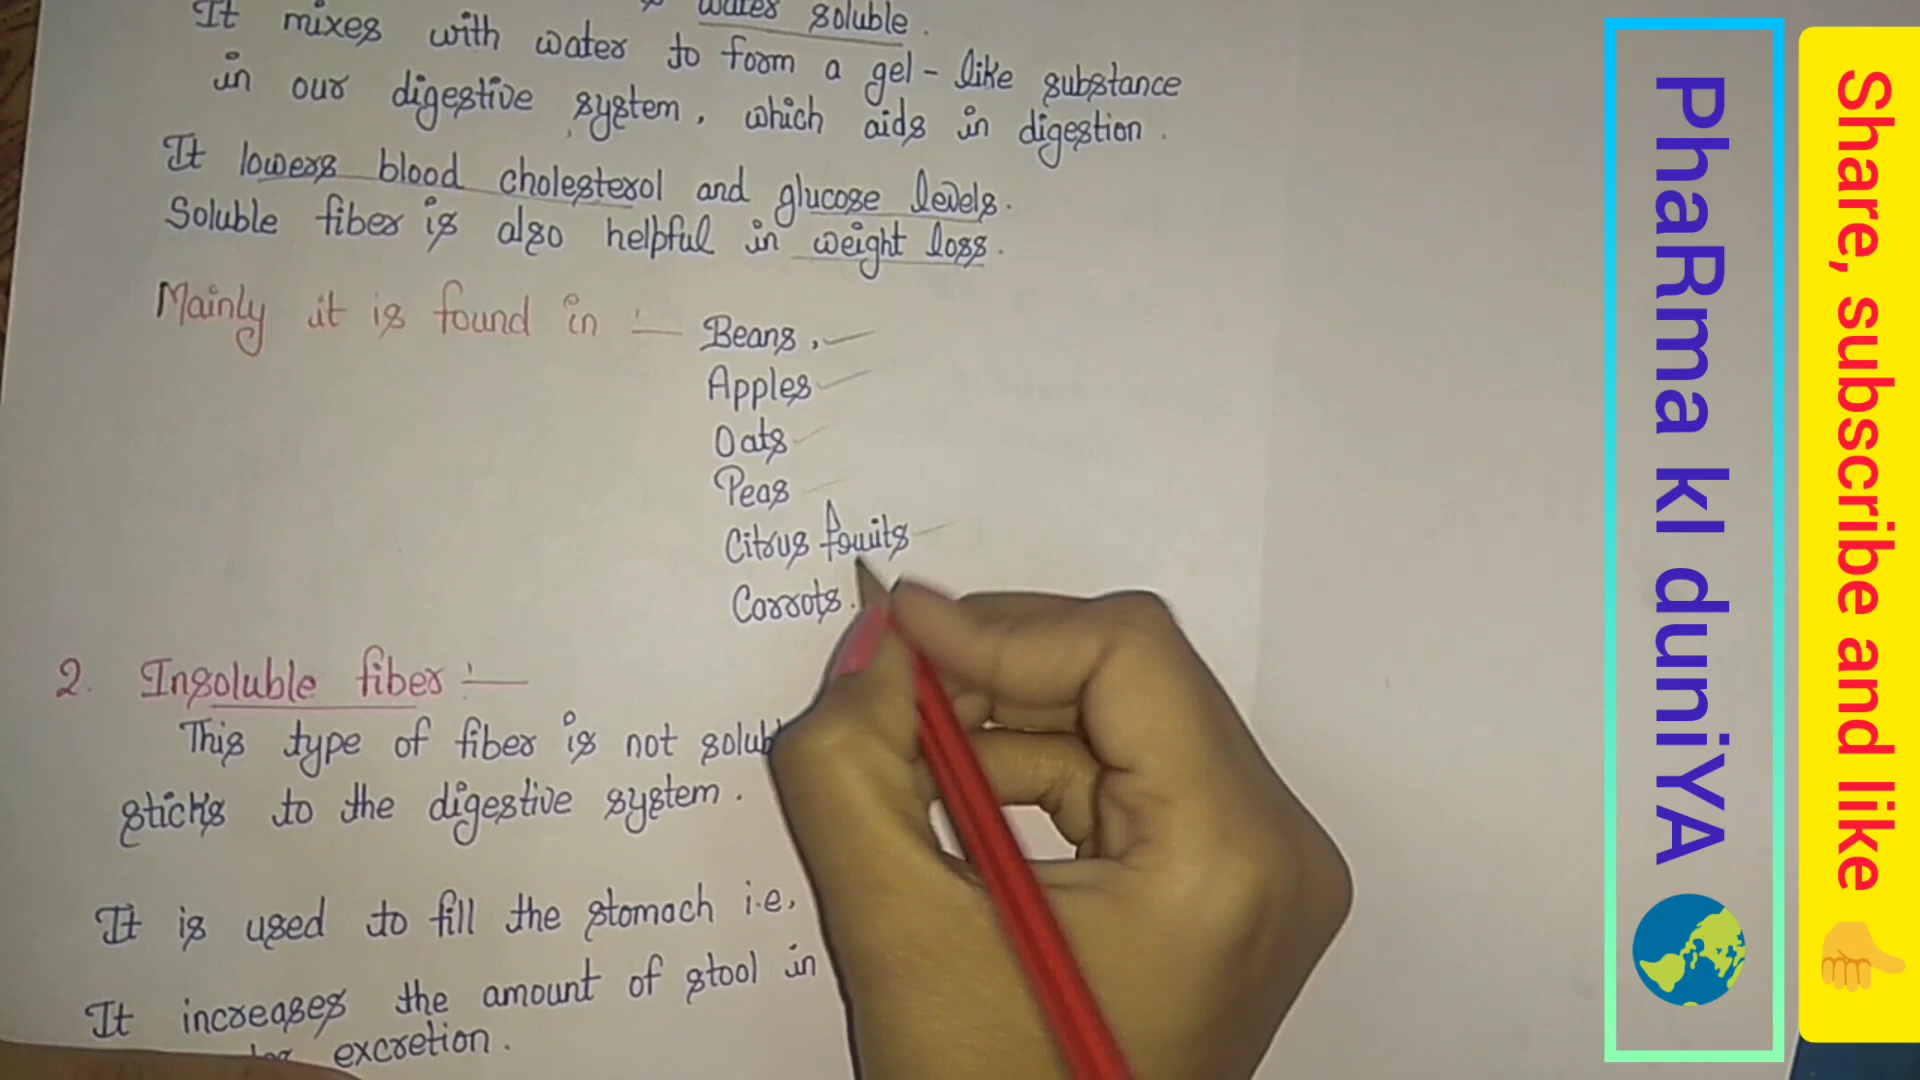 water soluble.
It mixes with water to form a gel-like substance
in our digestive system, which aids in digestion.
It lowers blood cholesterol and glucose levels.
Soluble fiber is also helpful in weight loss.
Mainly it is found in :— Beans,
Apples
Oats
Peas
Citrus fruits
Carrots.
2. Insoluble fiber :—
This type of fiber is not
sticks to the digestive system.
It is used to fill the stomach i.e,
It increases the amount of stool in
excretion.
PhaRma kI duniYA
Share, subscribe and like